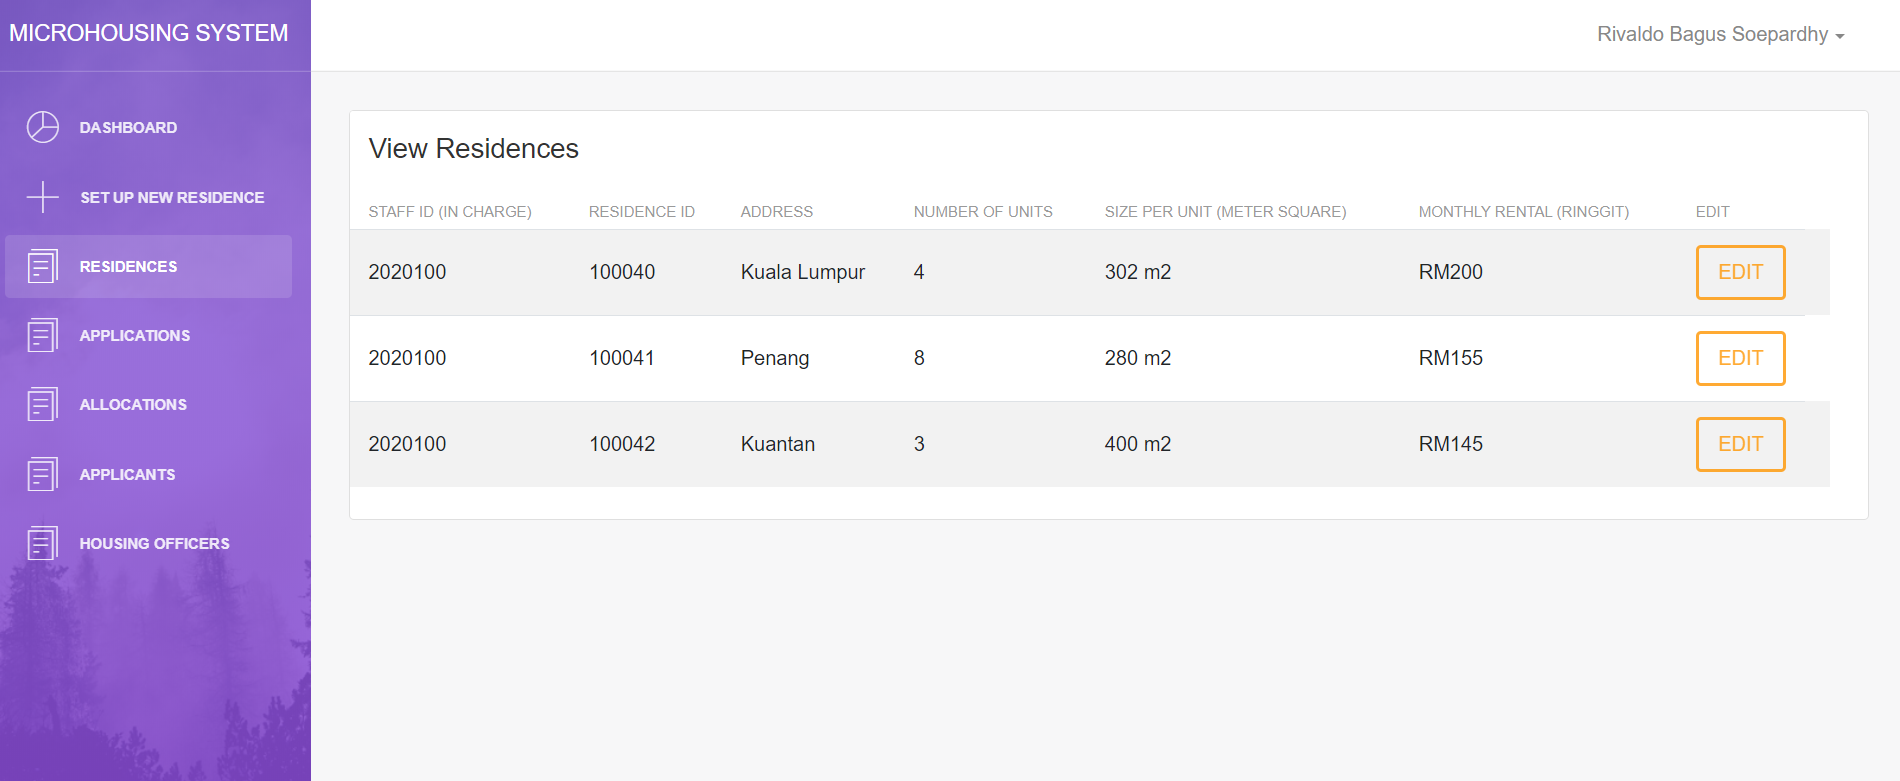 MICROHOUSING SYSTEM
Rivaldo Bagus Soepardhy
DASHBOARD
SET UP NEW RESIDENCE
RESIDENCES
APPLICATIONS
ALLOCATIONS
APPLICANTS
HOUSING OFFICERS
View Residences
STAFF ID (IN CHARGE) RESIDENCE ID ADDRESS NUMBER OF UNITS SIZE PER UNIT (METER SQUARE) MONTHLY RENTAL (RINGGIT) EDIT
2020100 100040 Kuala Lumpur 4 302 m2 RM200 EDIT
2020100 100041 Penang 8 280 m2 RM155 EDIT
2020100 100042 Kuantan 3 400 m2 RM145 EDIT